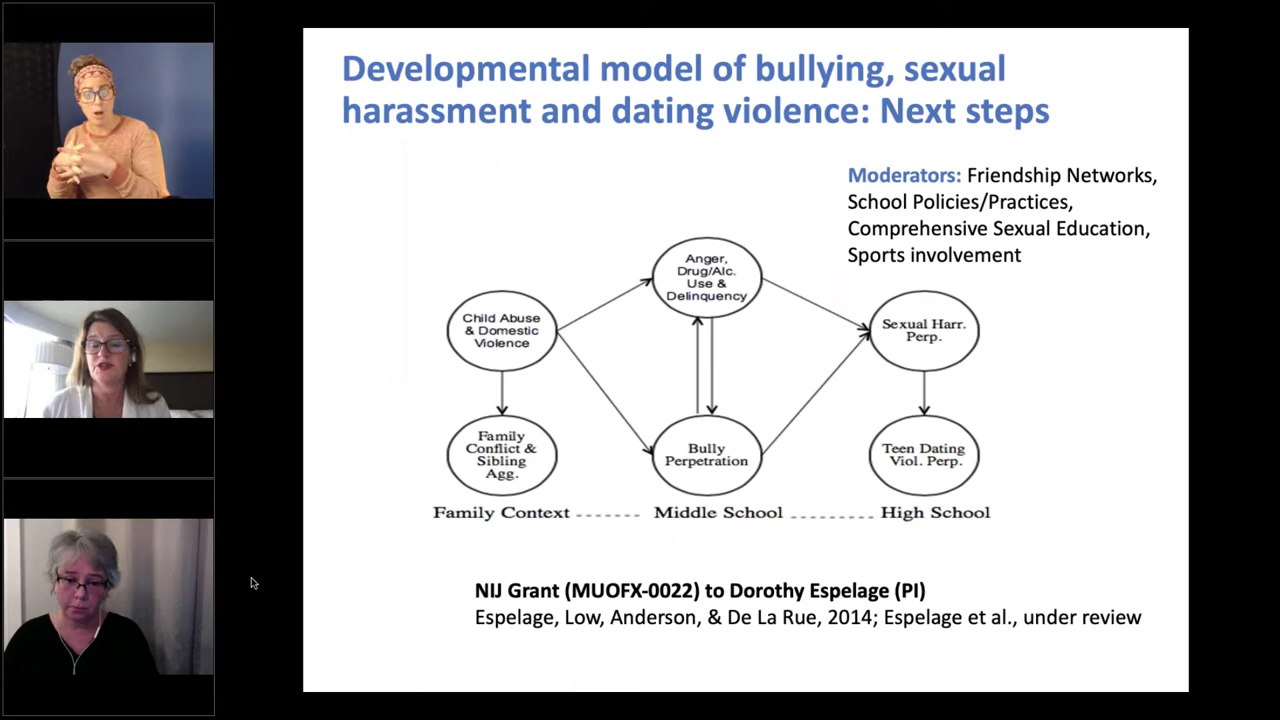 Developmental model of bullying, sexual
harassment and dating violence: Next steps
Moderators: Friendship Networks,
School Policies/Practices,
Comprehensive Sexual Education,
Sports involvement
Anger,
Drug/Alc.
Use &
Delinquency
Child Abuse
& Domestic
Violence
Sexual Harr.
Perp.
Family
Conflict &
Sibling
Agg.
Bully
Perpetration
Teen Dating
Viol. Perp.
Family Context ------- Middle School --------- High School
NIJ Grant (MUOFX-0022) to Dorothy Espelage (PI)
Espelage, Low, Anderson, & De La Rue, 2014; Espelage et al., under review